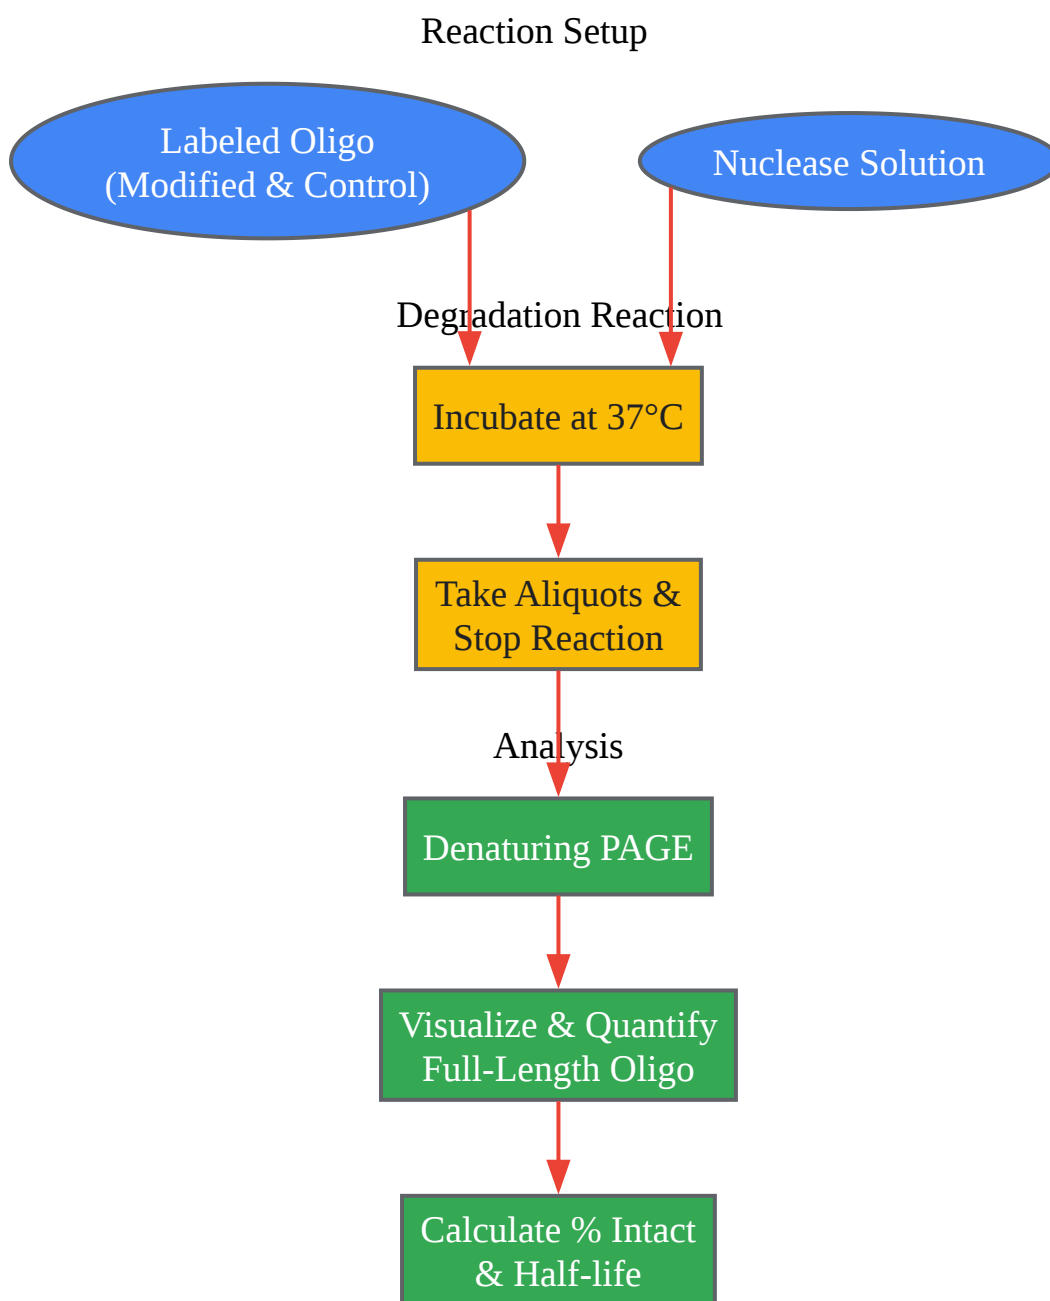 Reaction Setup
Labeled Oligo
(Modified & Control)
Nuclease Solution
Degradation Reaction
Incubate at 37°C
Take Aliquots &
Stop Reaction
Analysis
Denaturing PAGE
Visualize & Quantify
Full-Length Oligo
Calculate % Intact
& Half-life